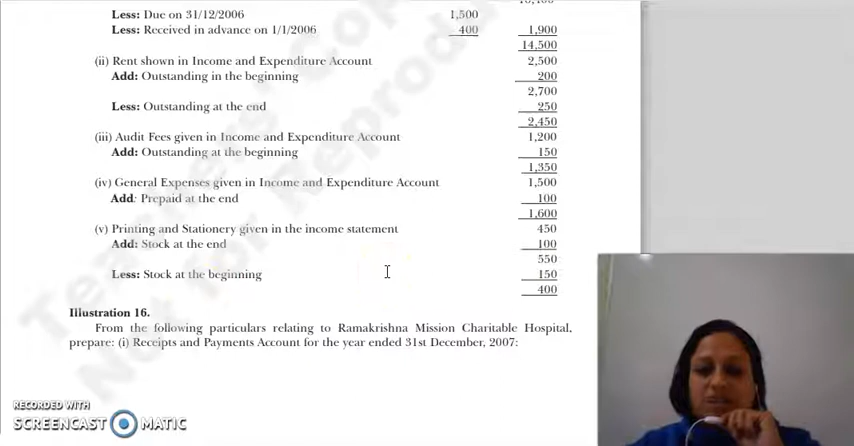 Less: Due on 31/12/2006 1,500
Less: Received in advance on 1/1/2006 400 1,900
14,500
(ii) Rent shown in Income and Expenditure Account 2,500
Add: Outstanding in the beginning 200
2,700
Less: Outstanding at the end 250
2,450
(iii) Audit Fees given in Income and Expenditure Account 1,200
Add: Outstanding at the beginning 150
1,350
(iv) General Expenses given in Income and Expenditure Account 1,500
Add: Prepaid at the end 100
1,600
(v) Printing and Stationery given in the income statement 450
Add: Stock at the end 100
550
Less: Stock at the beginning 150
400
Illustration 16.
From the following particulars relating to Ramakrishna Mission Charitable Hospital,
prepare: (i) Receipts and Payments Account for the year ended 31st December, 2007:
Teachers' Copy
Not for Reprod
RECORDED WITH
SCREENCAST MATIC